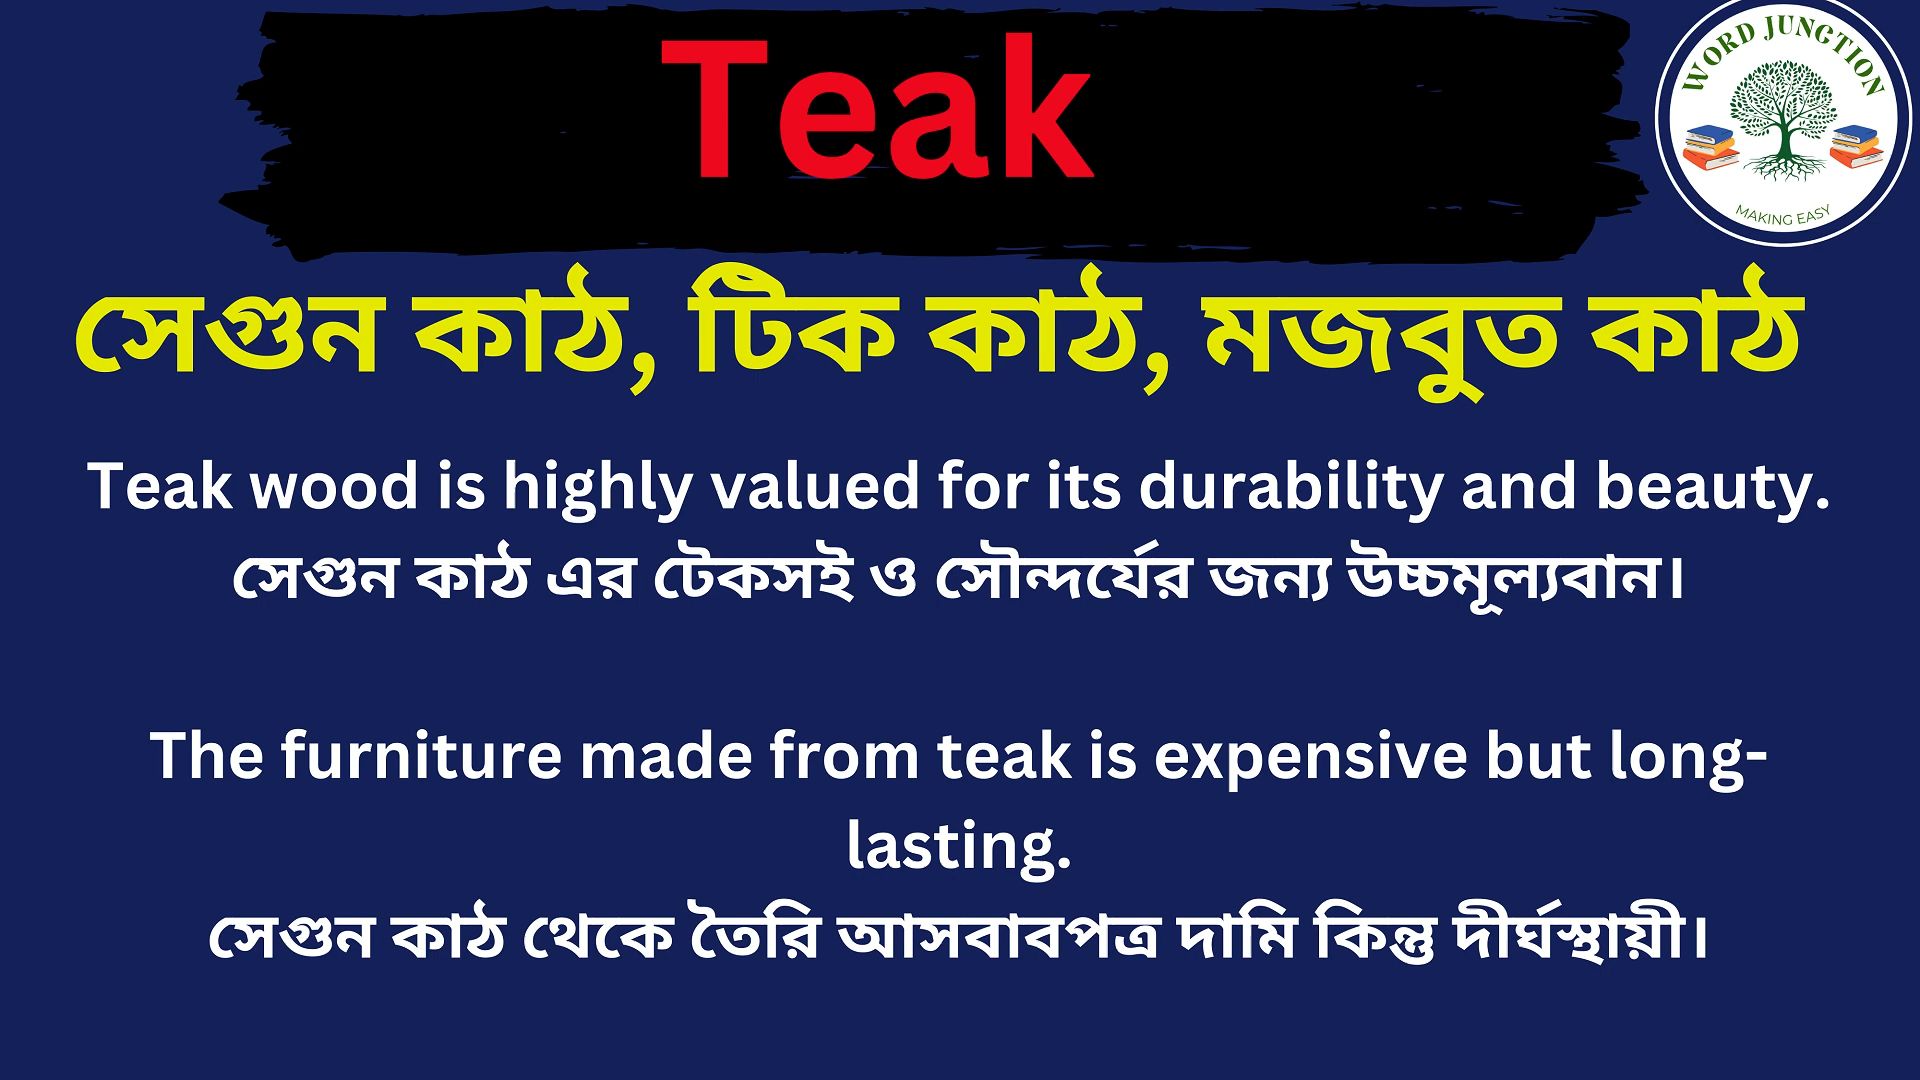 Teak
WORD JUNCTION
MAKING EASY
সেগুন কাঠ, টিক কাঠ, মজবুত কাঠ
Teak wood is highly valued for its durability and beauty.
সেগুন কাঠ এর টেকসই ও সৌন্দর্যের জন্য উচ্চমূল্যবান।
The furniture made from teak is expensive but long-
lasting.
সেগুন কাঠ থেকে তৈরি আসবাবপত্র দামি কিন্তু দীর্ঘস্থায়ী।